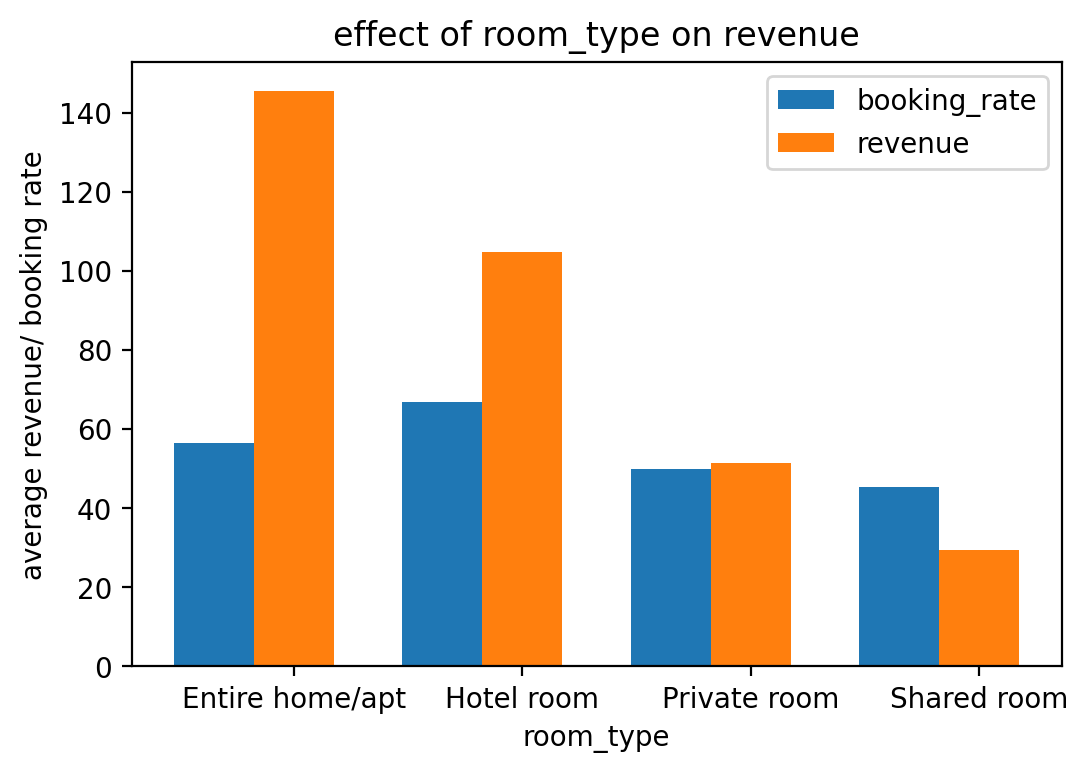 effect of room_type on revenue
booking_rate
revenue
average revenue/ booking rate
140
120
100
80
60
40
20
0
Entire home/apt Hotel room Private room Shared room
room_type